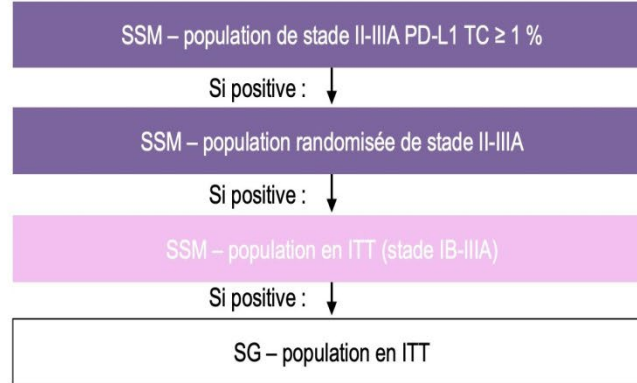 SSM – population de stade II-IIIA PD-L1 TC ≥ 1 %
Si positive :
SSM – population randomisée de stade II-IIIA
Si positive :
SSM – population en ITT (stade IB-IIIA)
Si positive :
SG – population en ITT